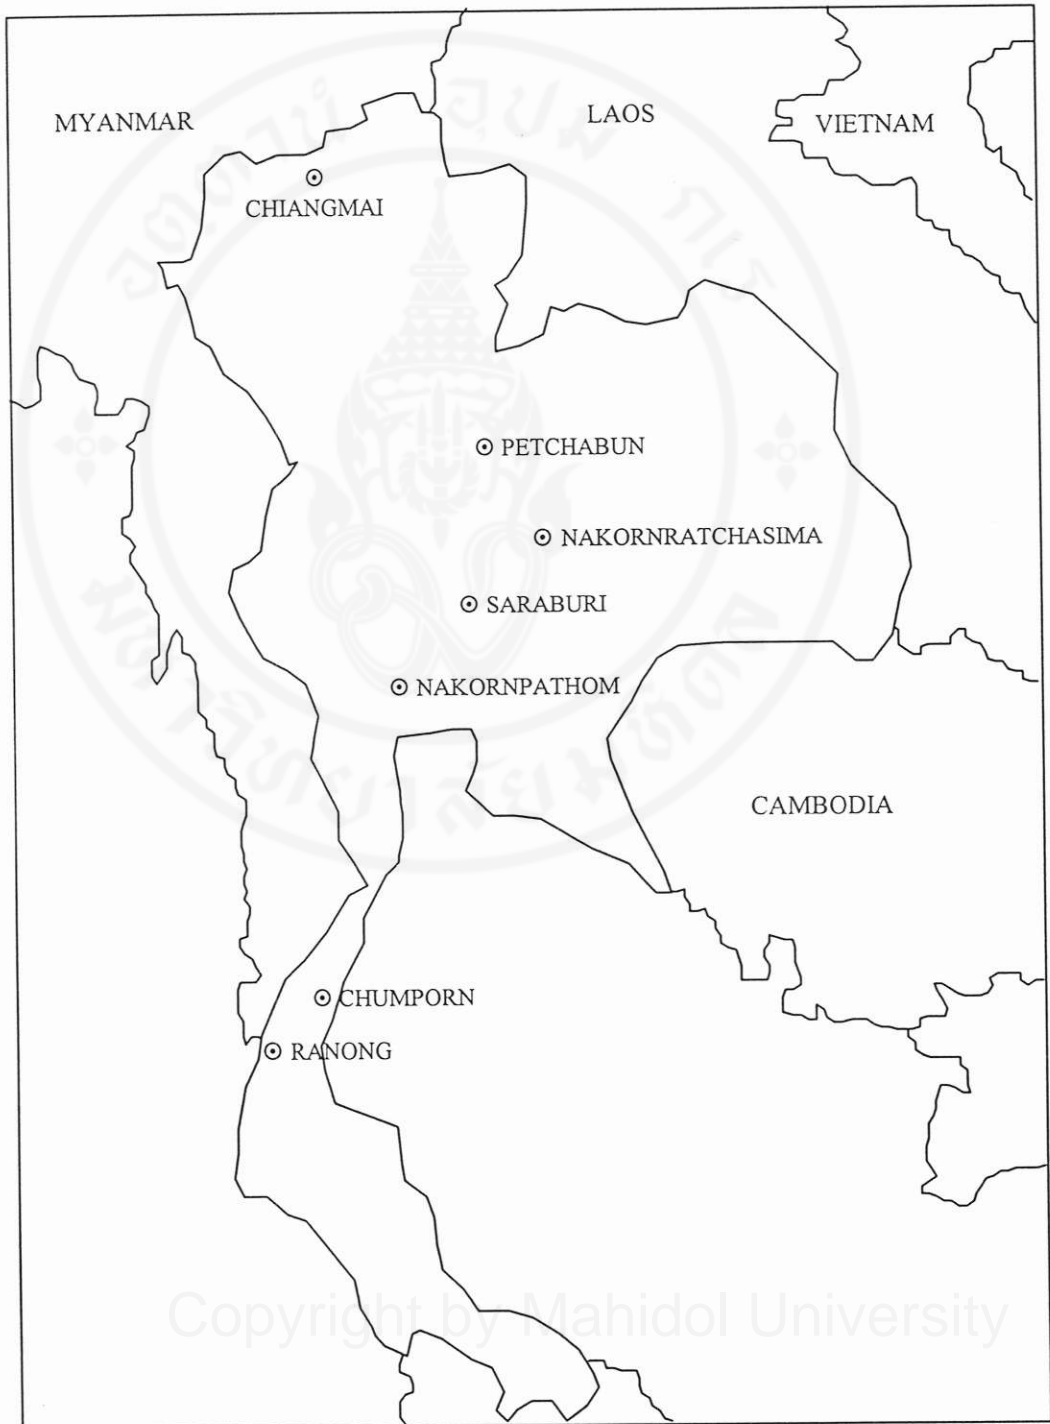 MYANMAR
LAOS
VIETNAM
CHIANGMAI
PETCHABUN
NAKORNRATCHASIMA
SARABURI
NAKORNPATHOM
CAMBODIA
CHUMPORN
RANONG
Copyright by Mahidol University